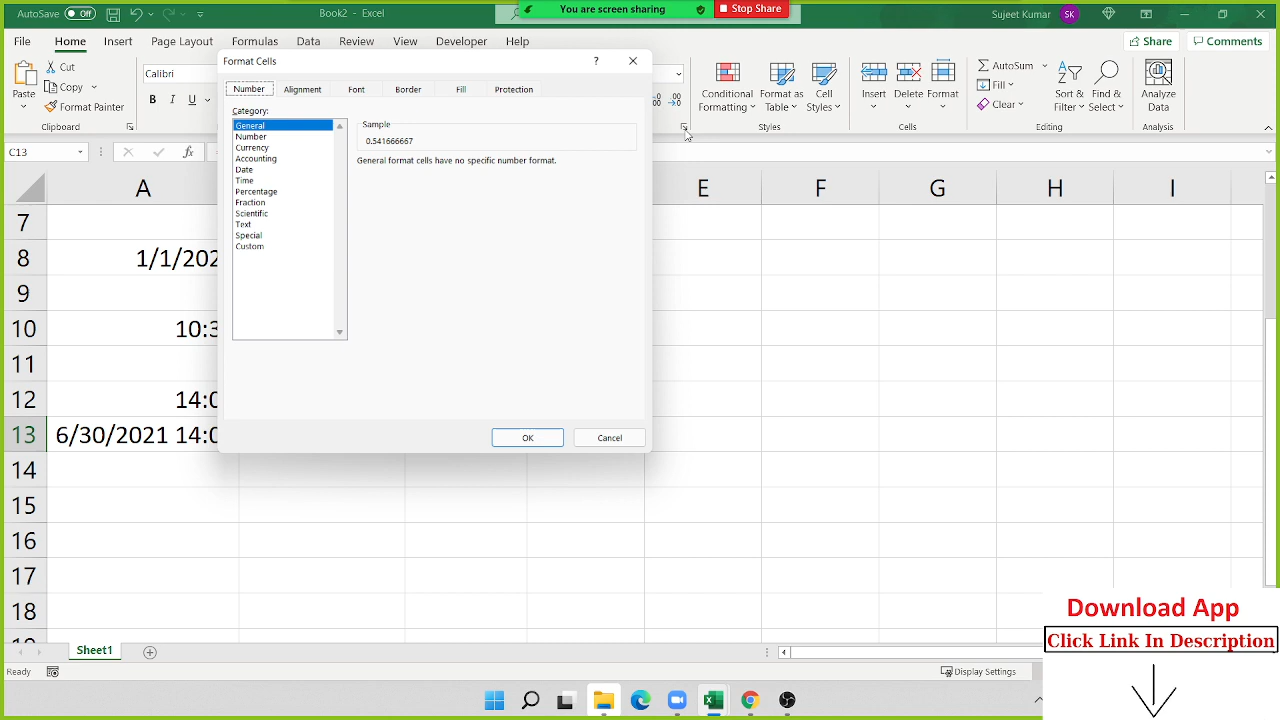 AutoSave Off
Book2 - Excel
You are screen sharing
Stop Share
Sujeet Kumar
SK
File Home Insert Page Layout Formulas Data Review View Developer Help
Share
Comments
Paste
Cut
Copy
Format Painter
Clipboard
Calibri
B I U
Conditional Formatting
Format as Table
Cell Styles
Styles
Insert
Delete
Format
Cells
AutoSum
Fill
Clear
Sort & Filter
Find & Select
Editing
Analyze Data
Analysis
C13
fx
Format Cells
?
Number Alignment Font Border Fill Protection
Category:
General
Number
Currency
Accounting
Date
Time
Percentage
Fraction
Scientific
Text
Special
Custom
Sample
0.541666667
General format cells have no specific number format.
OK
Cancel
A E F G H I
7
8 1/1/202
9
10 10:3
11
12 14:0
13 6/30/2021 14:0
14
15
16
17
18
Sheet1
Ready
Display Settings
Download App
Click Link In Description